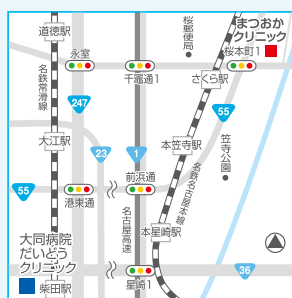 道徳駅
桜郵便局
まつおか
クリニック
永室
千竈通1
さくら駅
桜本町1
名鉄常滑線
247
55
大江駅
23
1
本笠寺駅
笠寺公園
55
港東通
前浜通
名鉄名古屋本線
名古屋高速
本星崎駅
大同病院
だいどう
クリニック
星崎1
36
柴田駅